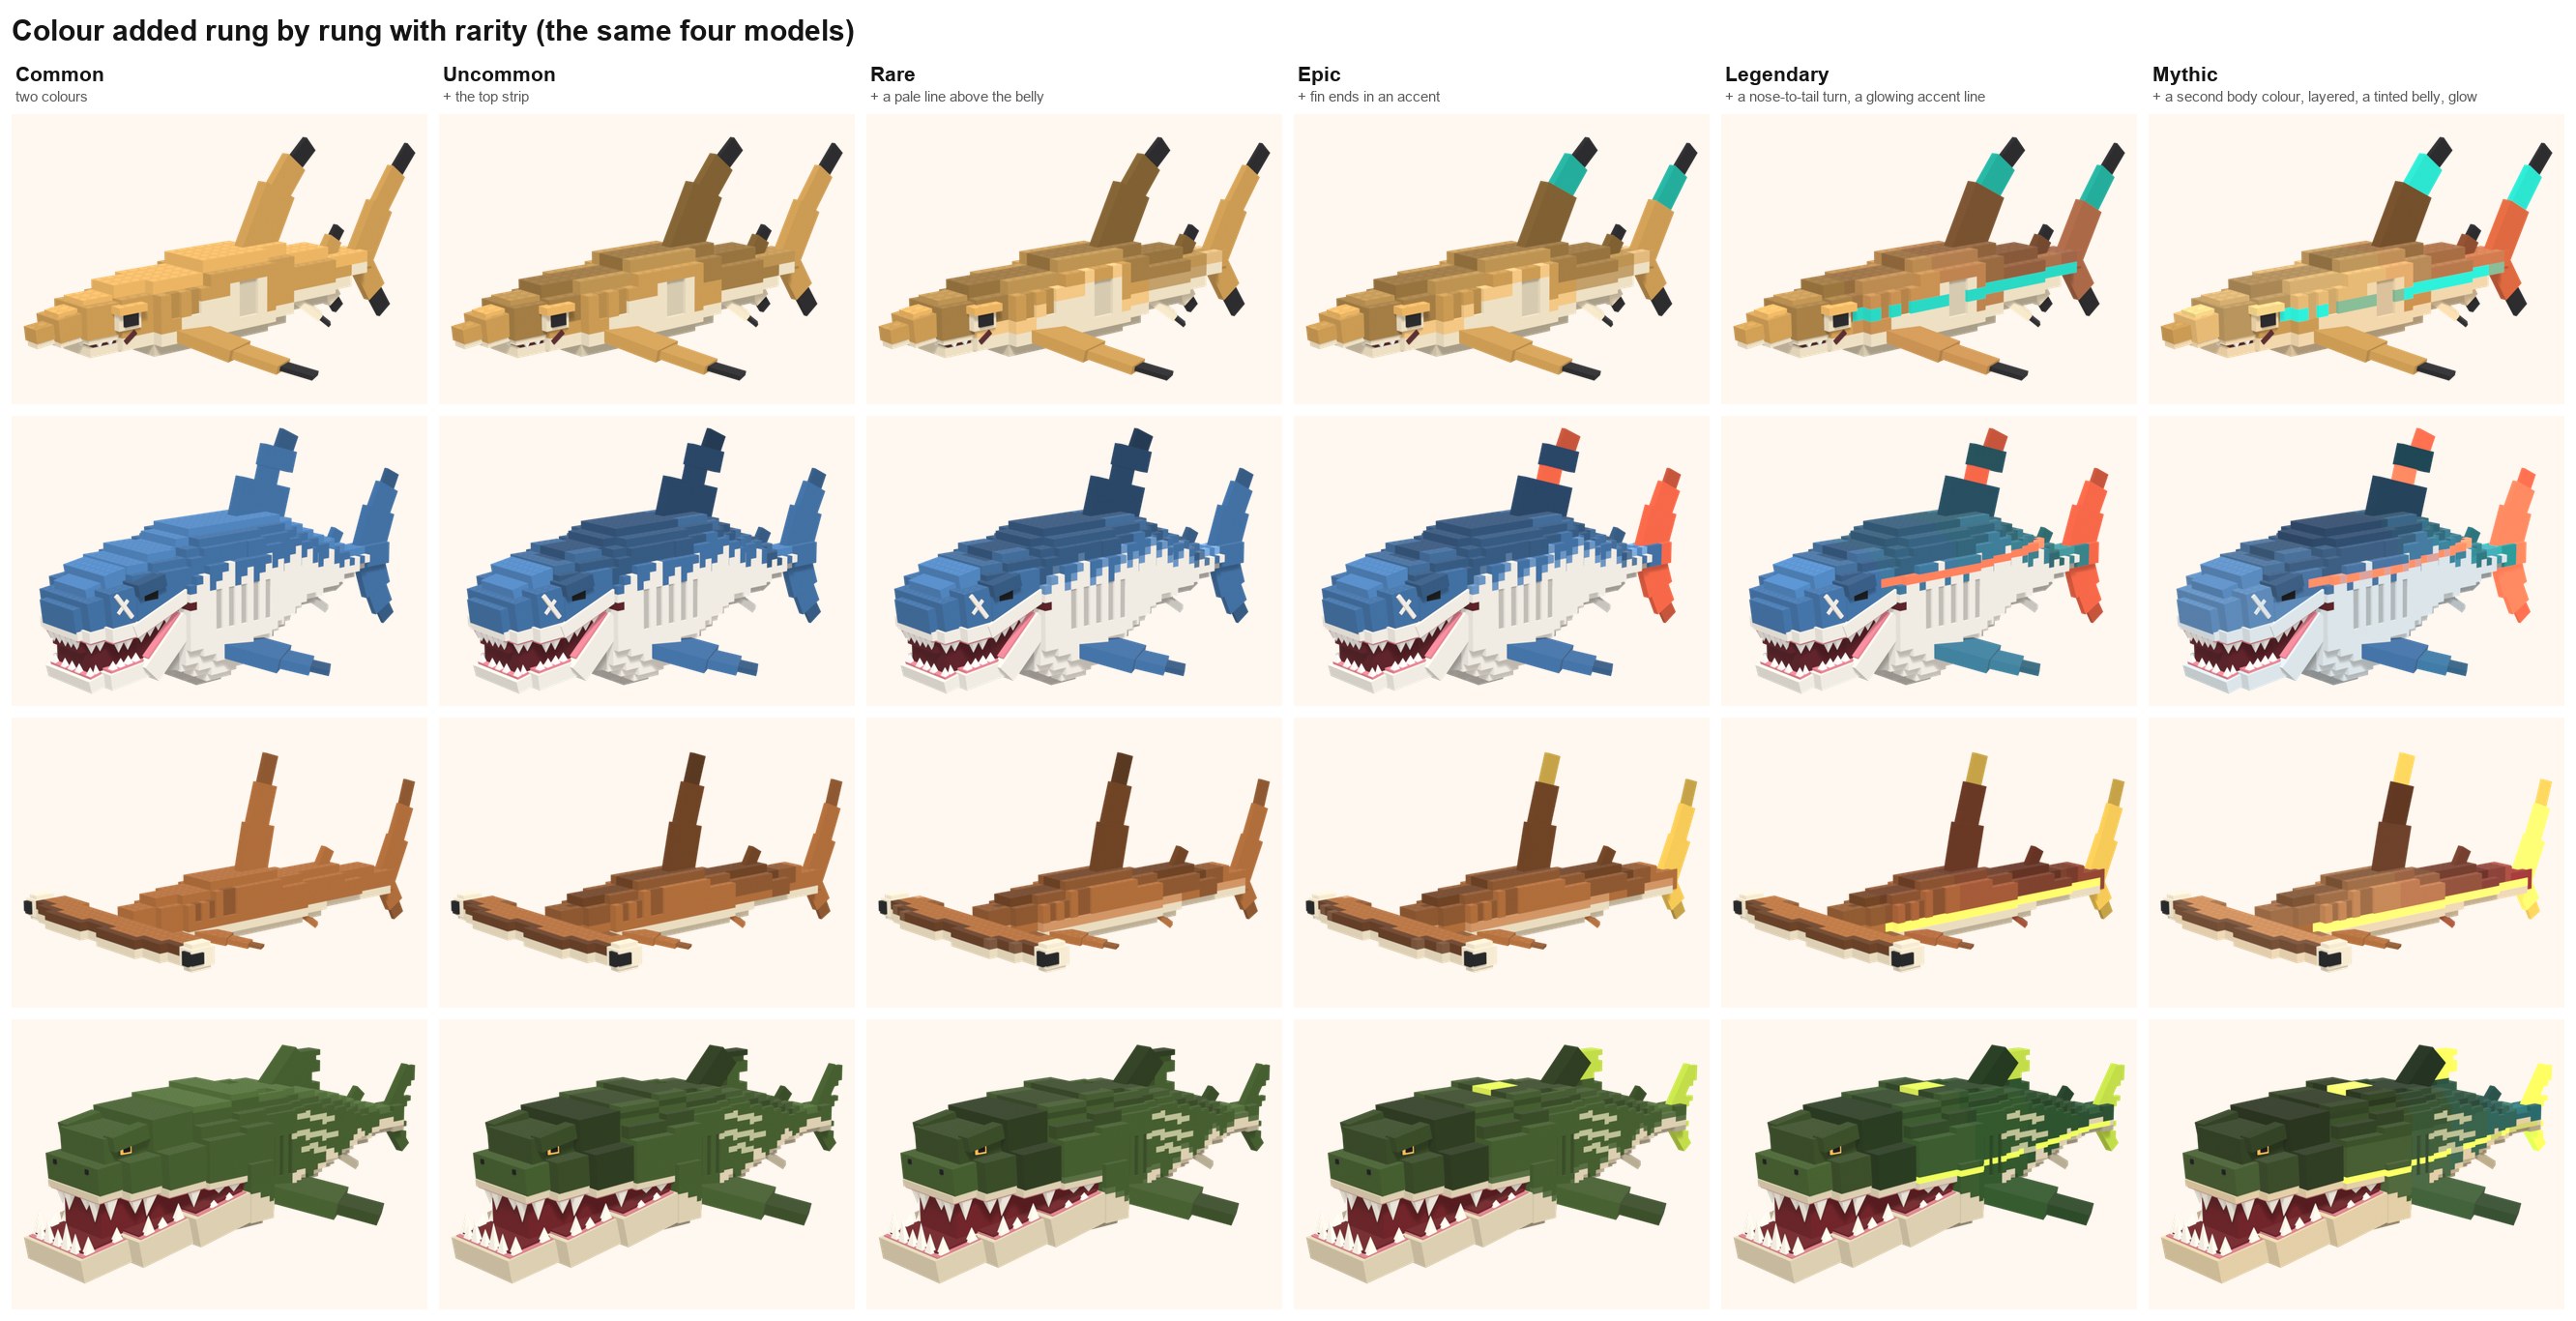 Colour added rung by rung with rarity (the same four models)
Common
two colours
Uncommon
+ the top strip
Rare
+ a pale line above the belly
Epic
+ fin ends in an accent
Legendary
+ a nose-to-tail turn, a glowing accent line
Mythic
+ a second body colour, layered, a tinted belly, glow